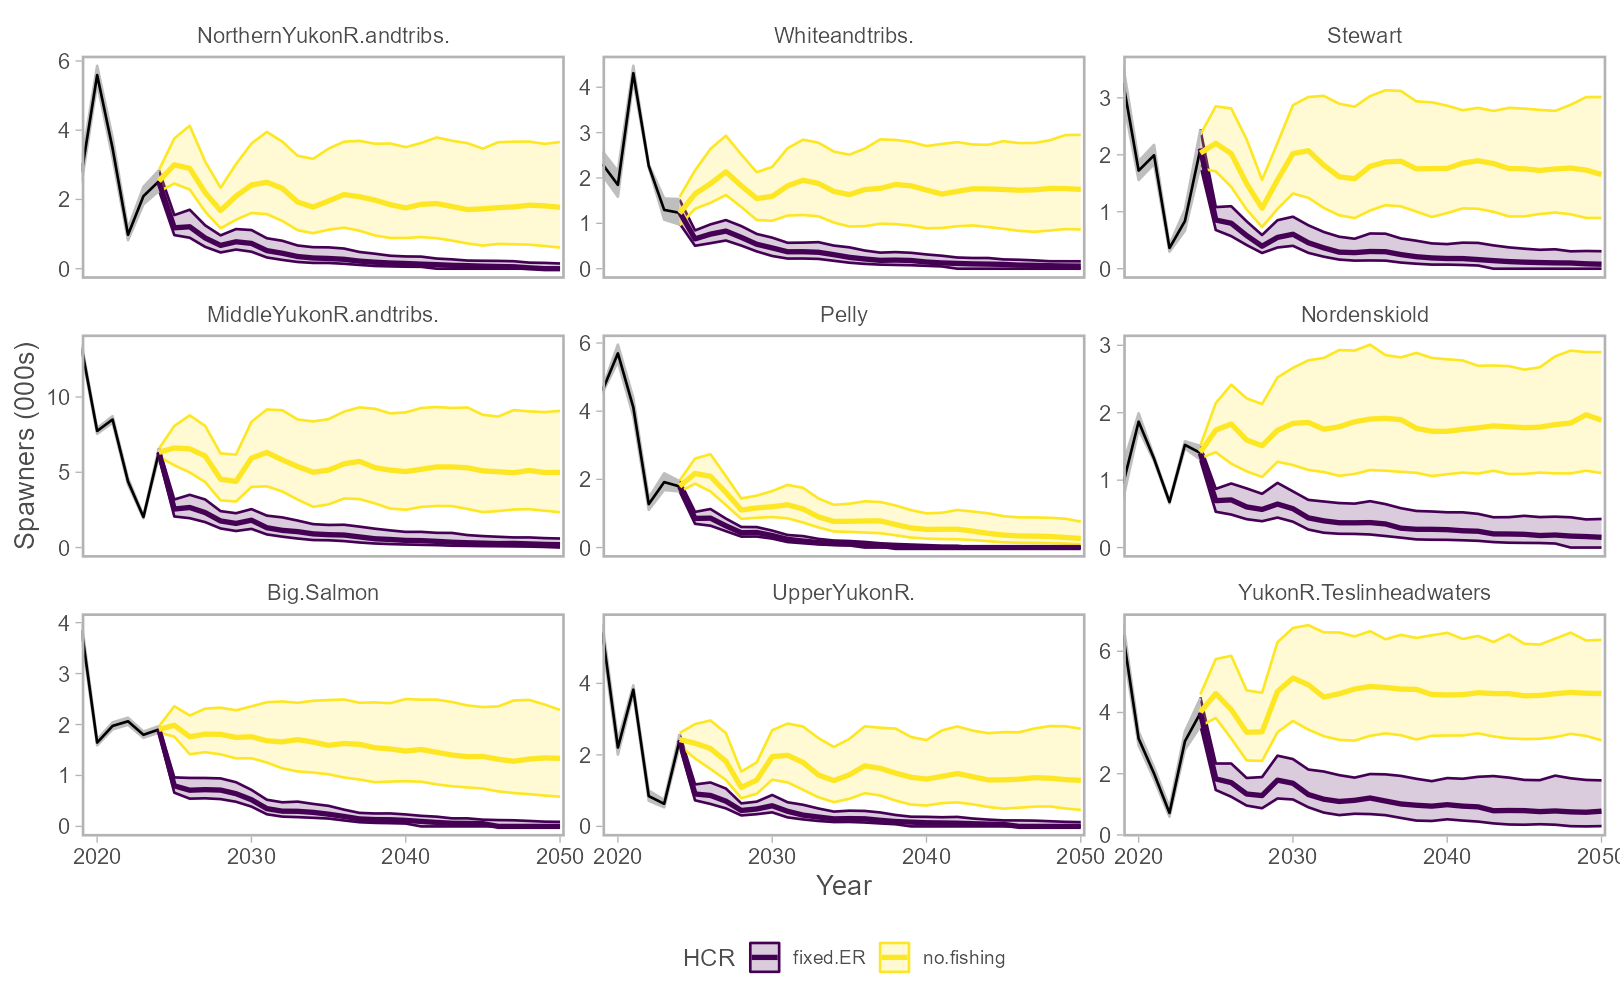 NorthernYukonR.andtribs.
Whiteandtribs.
Stewart
6
4
2
0
4
3
2
1
0
3
2
1
0
MiddleYukonR.andtribs.
Pelly
Nordenskiold
10
5
0
6
4
2
0
3
2
1
0
Spawners (000s)
Big.Salmon
UpperYukonR.
YukonR.Teslinheadwaters
4
3
2
1
0
4
2
0
6
4
2
0
2020 2030 2040 2050 2020 2030 2040 2050 2020 2030 2040 2050
Year
HCR fixed.ER no.fishing